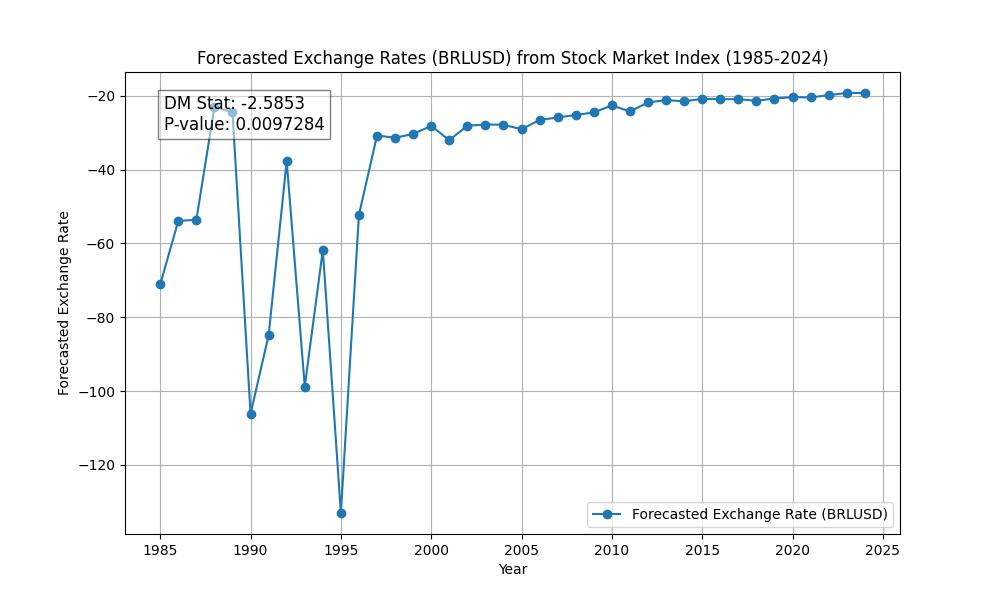 Forecasted Exchange Rates (BRLUSD) from Stock Market Index (1985-2024)
DM Stat: -2.5853
P-value: 0.0097284
Forecasted Exchange Rate
−20
−40
−60
−80
−100
−120
Forecasted Exchange Rate (BRLUSD)
1985 1990 1995 2000 2005 2010 2015 2020 2025
Year